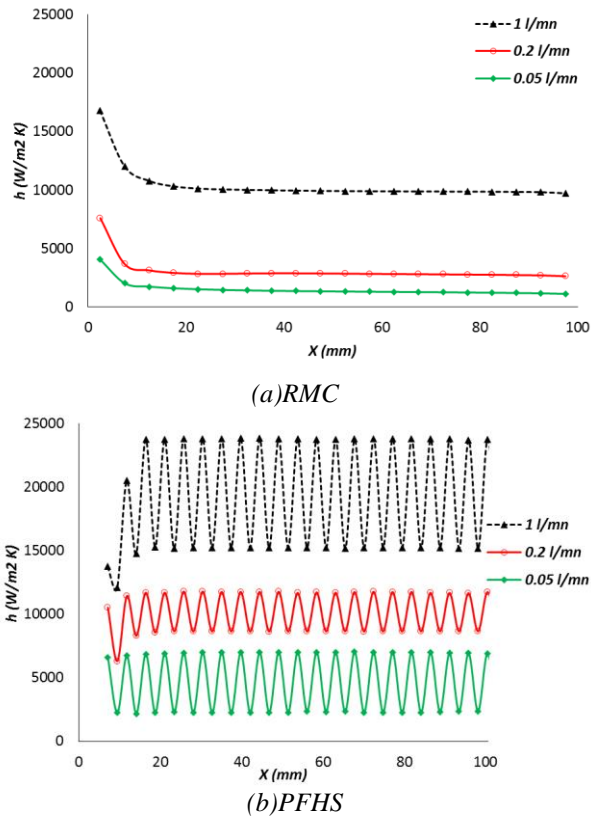 25000
20000
15000
10000
5000
0
h (W/m2 K)
1 l/mn
0.2 l/mn
0.05 l/mn
0 20 40 60 80 100
X (mm)
(a)RMC
25000
20000
15000
10000
5000
0
h (W/m2 K)
1 l/mn
0.2 l/mn
0.05 l/mn
0 20 40 60 80 100
X (mm)
(b)PFHS